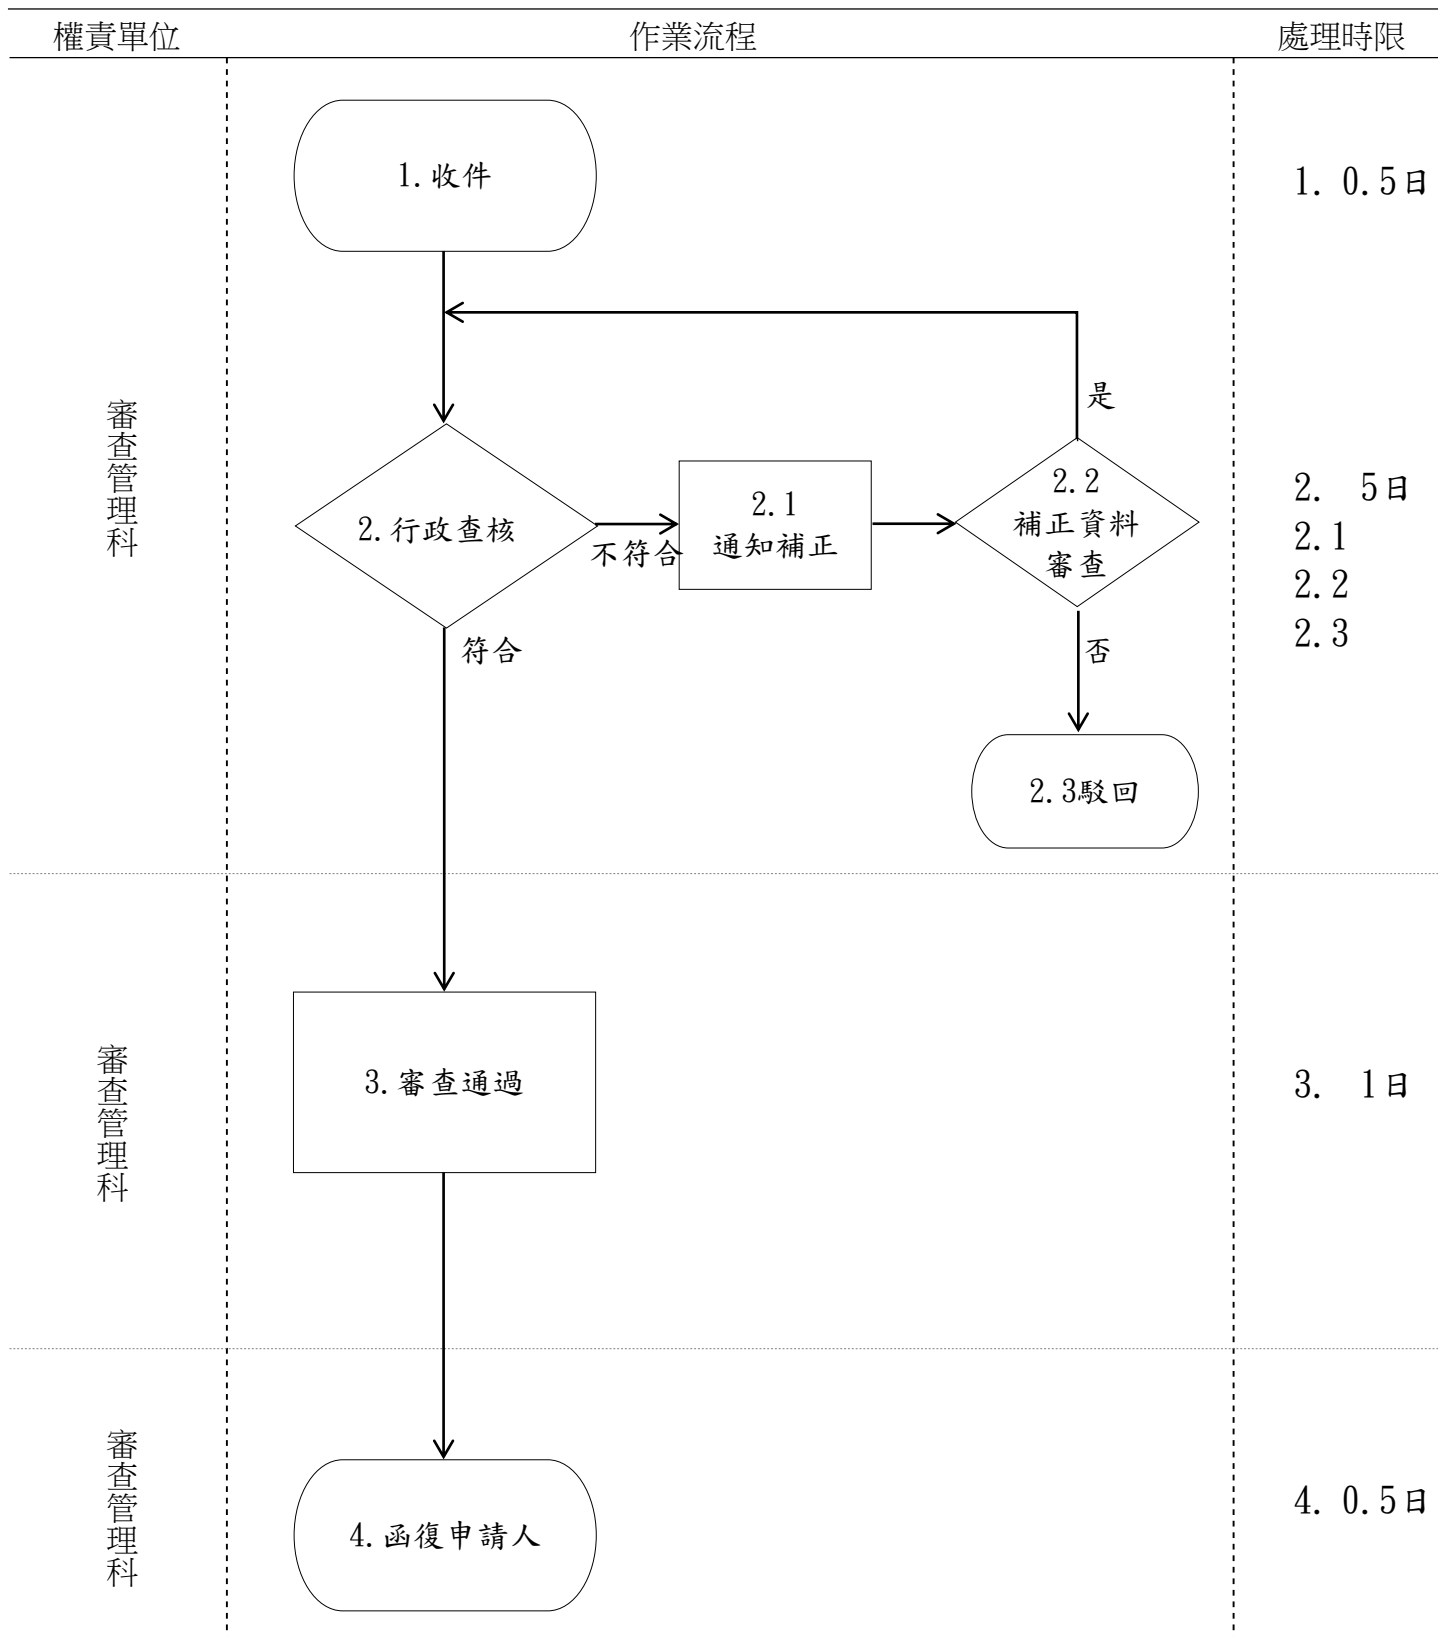 權責單位
作業流程
處理時限
1.收件
1. 0.5日
是
審查管理科
2.行政查核
不符合
2.1
通知補正
2.2
補正資料
審查
2. 5日
2.1
2.2
2.3
符合
否
2.3駁回
審查管理科
3.審查通過
3. 1日
審查管理科
4.函復申請人
4. 0.5日